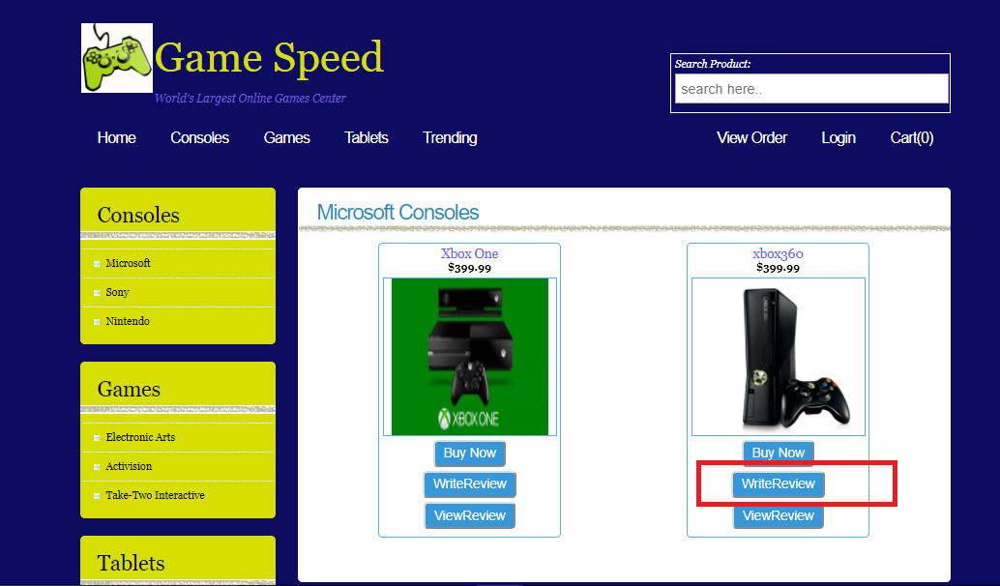 Game Speed
World's Largest Online Games Center
Search Product:
search here..
Home Consoles Games Tablets Trending View Order Login Cart(0)
Consoles
Microsoft
Sony
Nintendo
Games
Electronic Arts
Activision
Take-Two Interactive
Tablets
Microsoft Consoles
Xbox One
$399.99
XBOX ONE
Buy Now
WriteReview
ViewReview
xbox360
$399.99
Buy Now
WriteReview
ViewReview